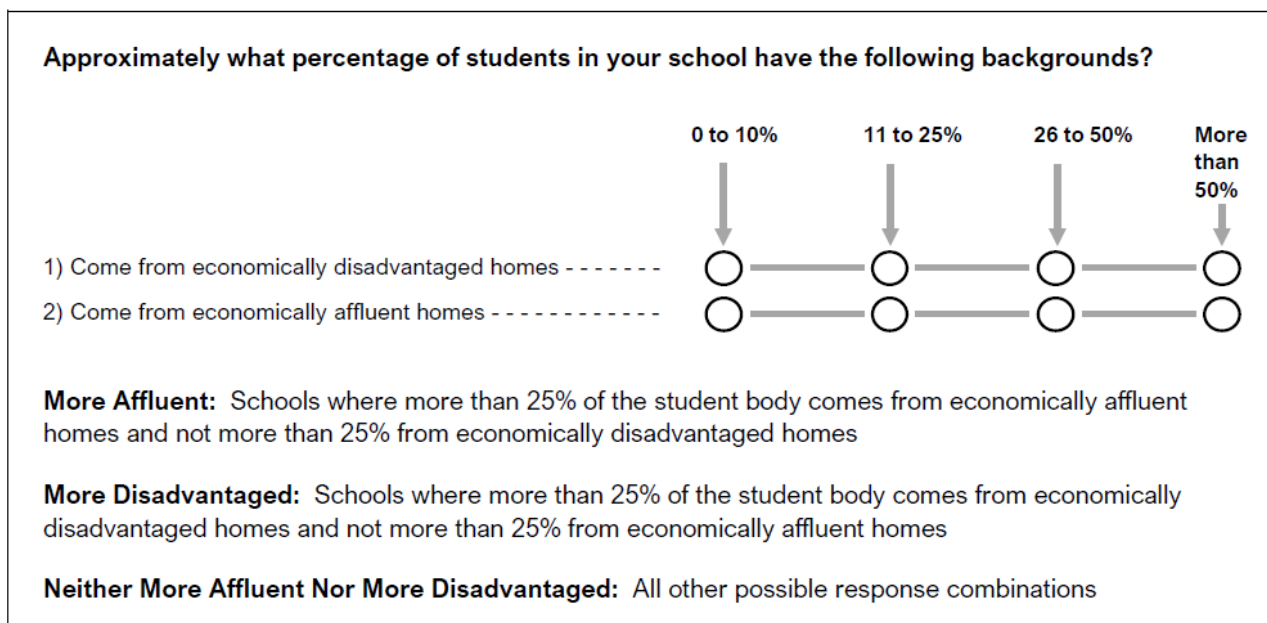 Approximately what percentage of students in your school have the following backgrounds?
0 to 10% 11 to 25% 26 to 50% More
than
50%
1) Come from economically disadvantaged homes - - - - - - -
2) Come from economically affluent homes - - - - - - - - - - - -
More Affluent: Schools where more than 25% of the student body comes from economically affluent
homes and not more than 25% from economically disadvantaged homes
More Disadvantaged: Schools where more than 25% of the student body comes from economically
disadvantaged homes and not more than 25% from economically affluent homes
Neither More Affluent Nor More Disadvantaged: All other possible response combinations